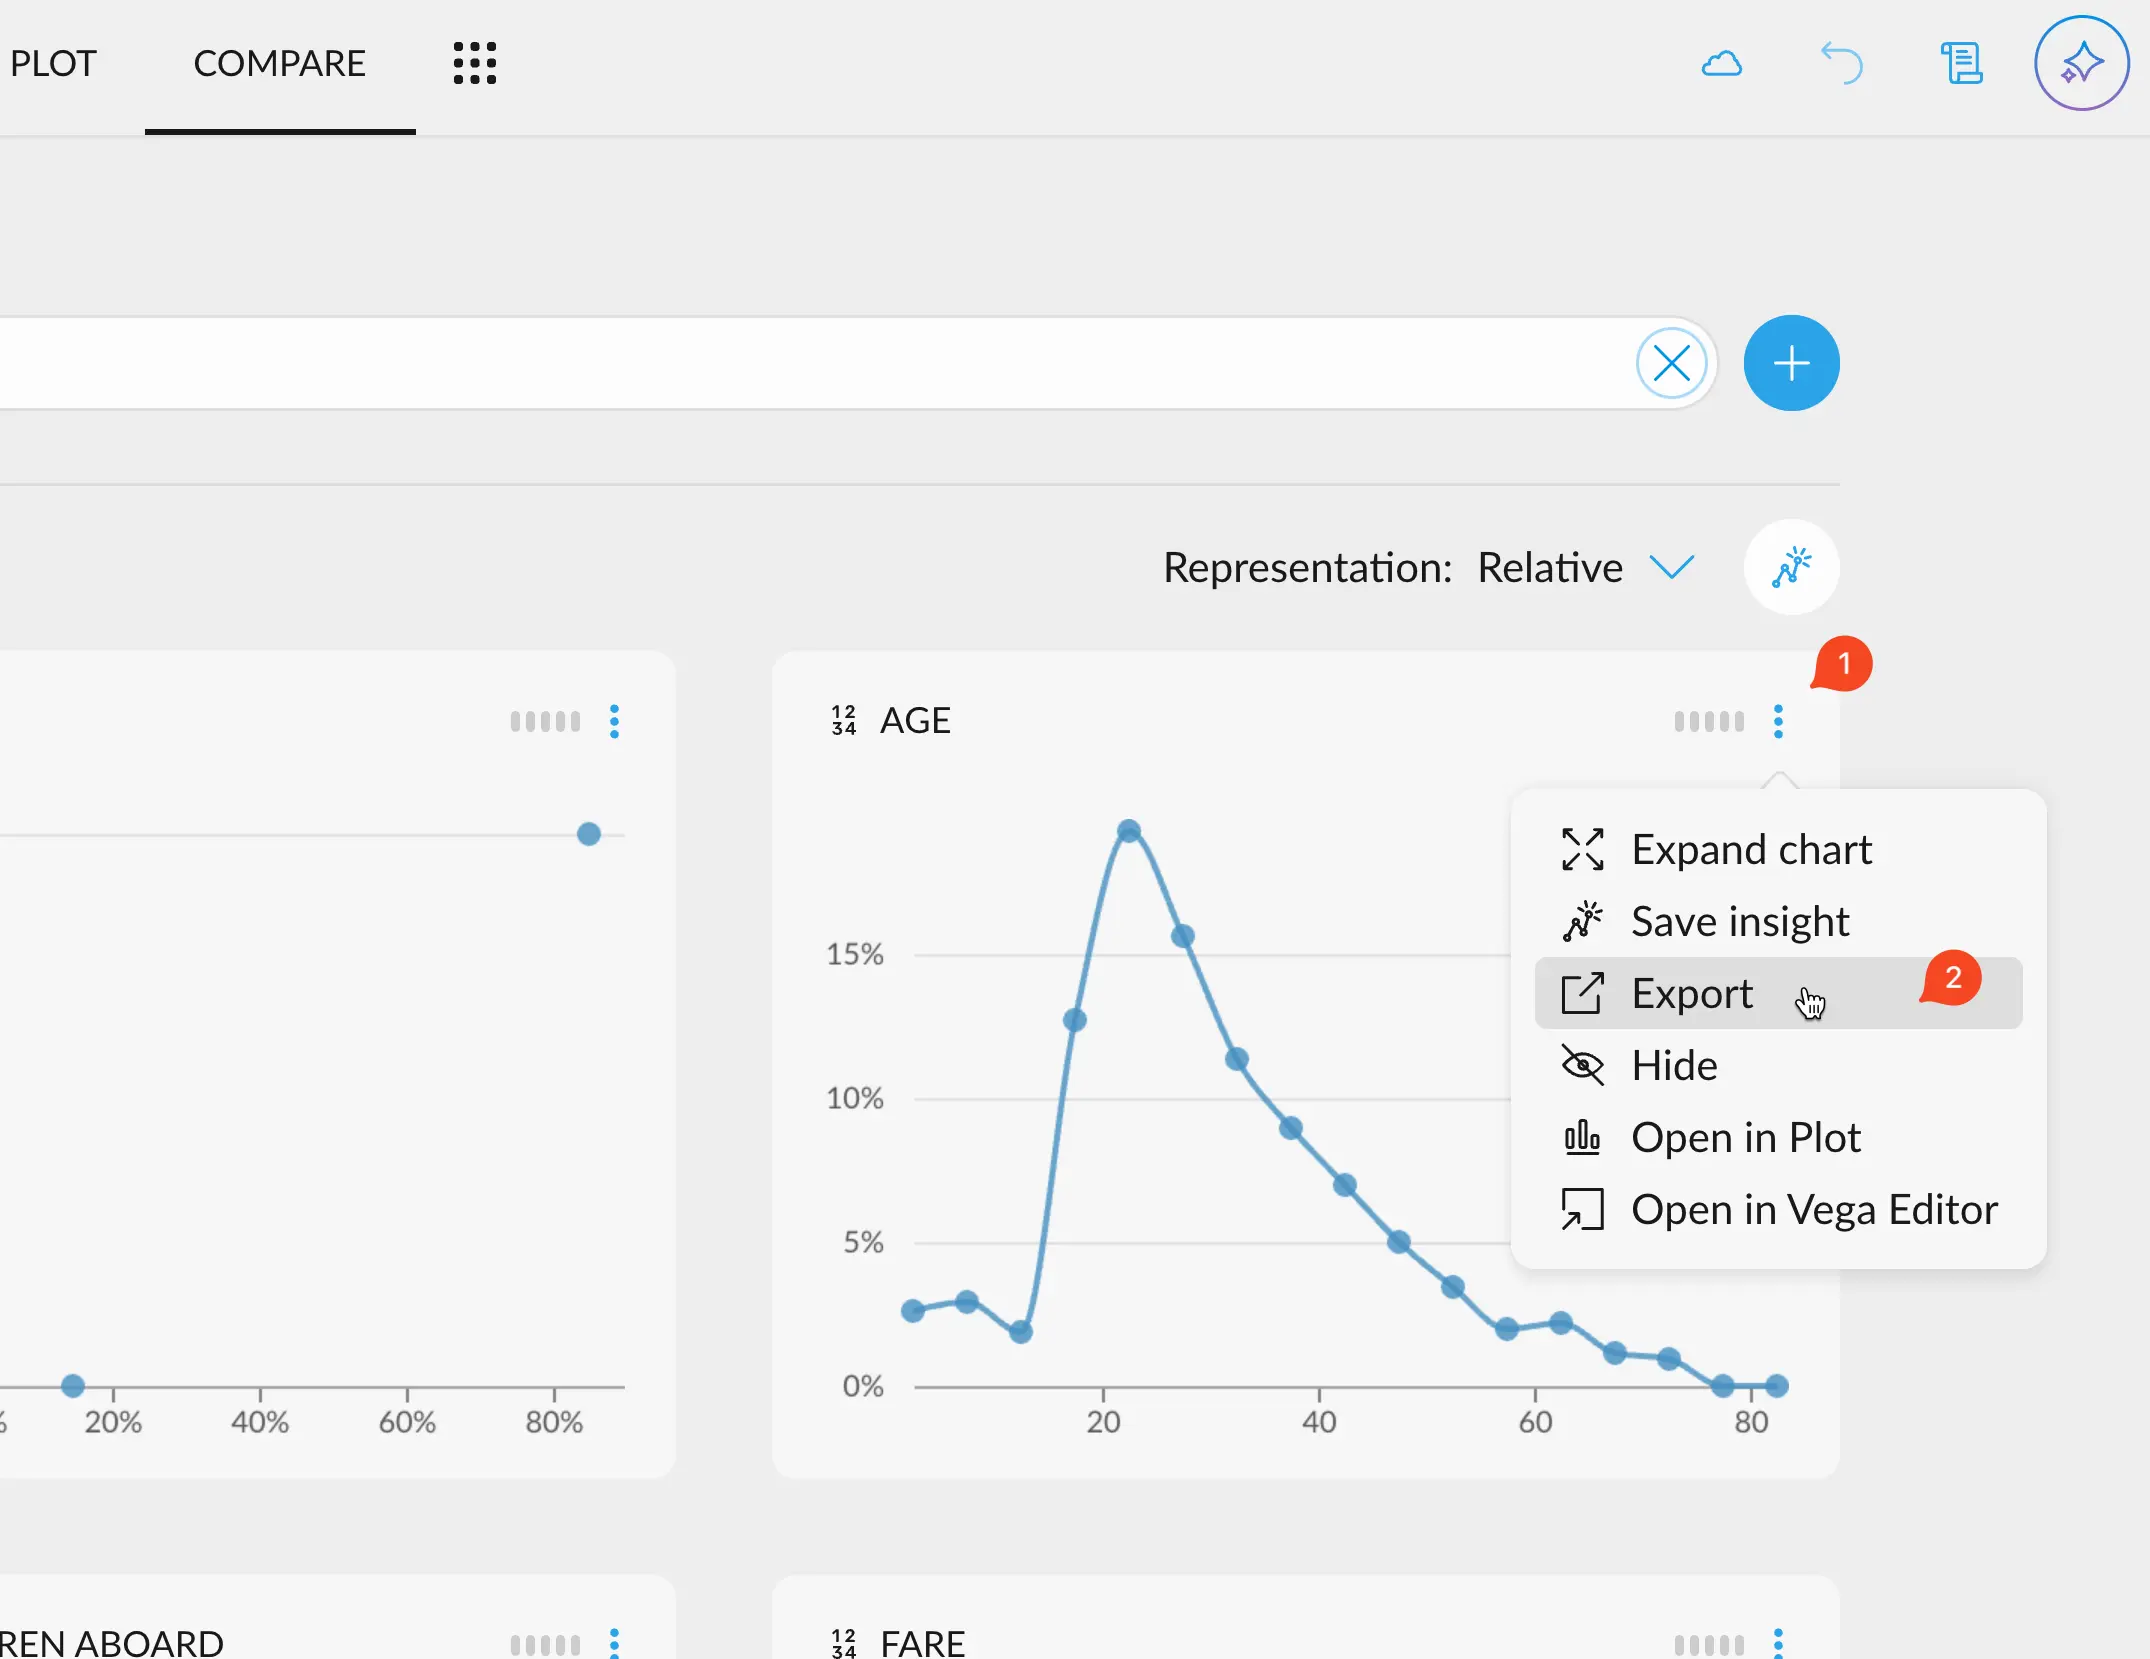 PLOT
COMPARE
Representation: Relative
1
12
34
AGE
Expand chart
Save insight
Export
2
Hide
Open in Plot
Open in Vega Editor
15%
10%
5%
0%
20
40
60
80
%
20%
40%
60%
80%
REN ABOARD
12
34
FARE